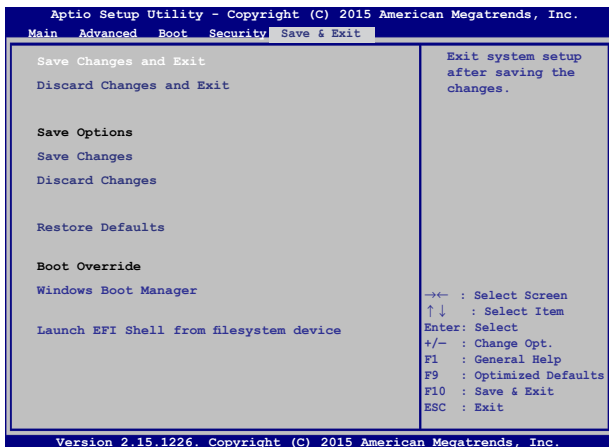 Aptio Setup Utility - Copyright (C) 2015 American Megatrends, Inc.
Main Advanced Boot Security Save & Exit
Save Changes and Exit
Discard Changes and Exit
Save Options
Save Changes
Discard Changes
Restore Defaults
Boot Override
Windows Boot Manager
Launch EFI Shell from filesystem device
Exit system setup
after saving the
changes.
→← : Select Screen
↑↓ : Select Item
Enter: Select
+/— : Change Opt.
F1 : General Help
F9 : Optimized Defaults
F10 : Save & Exit
ESC : Exit
Version 2.15.1226. Copyright (C) 2015 American Megatrends, Inc.